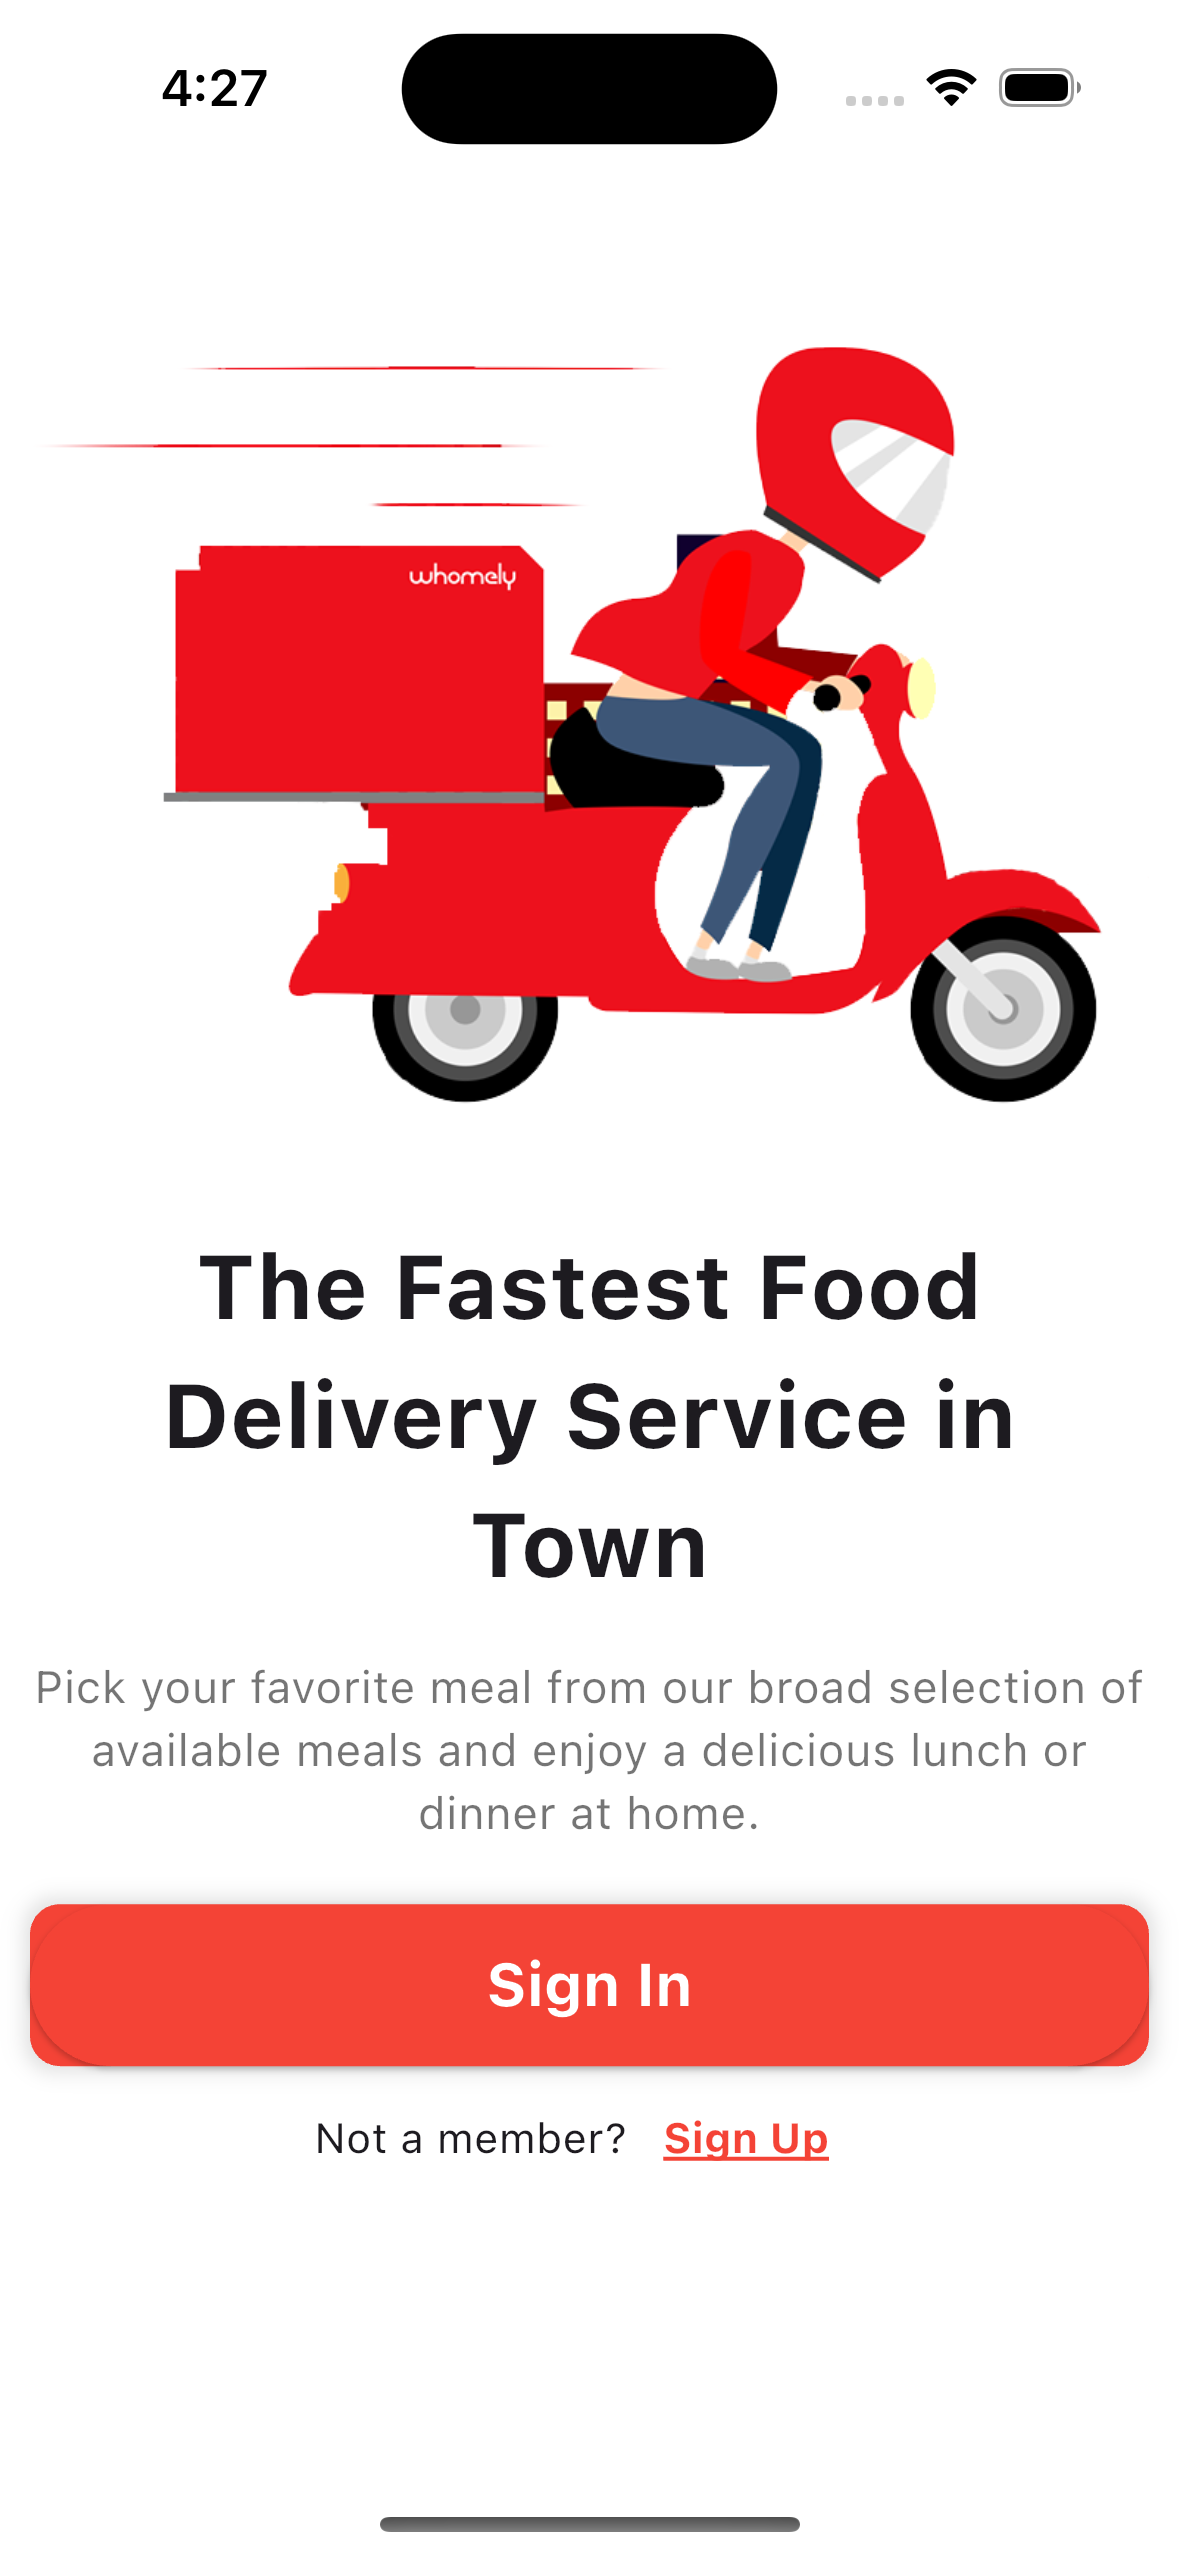 4:27
whomely
The Fastest Food
Delivery Service in
Town
Pick your favorite meal from our broad selection of
available meals and enjoy a delicious lunch or
dinner at home.
Sign In
Not a member? Sign Up